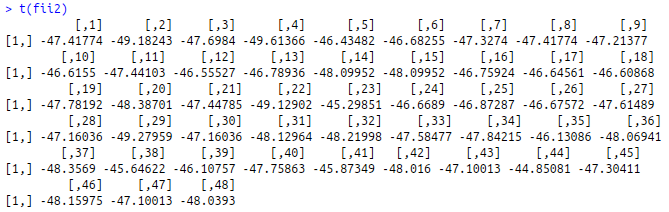 > t(fii2)
[,1] [,2] [,3] [,4] [,5] [,6] [,7] [,8] [,9]
[1,] -47.41774 -49.18243 -47.6984 -49.61366 -46.43482 -46.68255 -47.3274 -47.41774 -47.21377
[,10] [,11] [,12] [,13] [,14] [,15] [,16] [,17] [,18]
[1,] -46.6155 -47.44103 -46.55527 -46.78936 -48.09952 -48.09952 -46.75924 -46.64561 -46.60868
[,19] [,20] [,21] [,22] [,23] [,24] [,25] [,26] [,27]
[1,] -47.78192 -48.38701 -47.44785 -49.12902 -45.29851 -46.6689 -46.87287 -46.67572 -47.61489
[,28] [,29] [,30] [,31] [,32] [,33] [,34] [,35] [,36]
[1,] -47.16036 -49.27959 -47.16036 -48.12964 -48.21998 -47.58477 -47.84215 -46.13086 -48.06941
[,37] [,38] [,39] [,40] [,41] [,42] [,43] [,44] [,45]
[1,] -48.3569 -45.64622 -46.10757 -47.75863 -45.87349 -48.016 -47.10013 -44.85081 -47.30411
[,46] [,47] [,48]
[1,] -48.15975 -47.10013 -48.0393